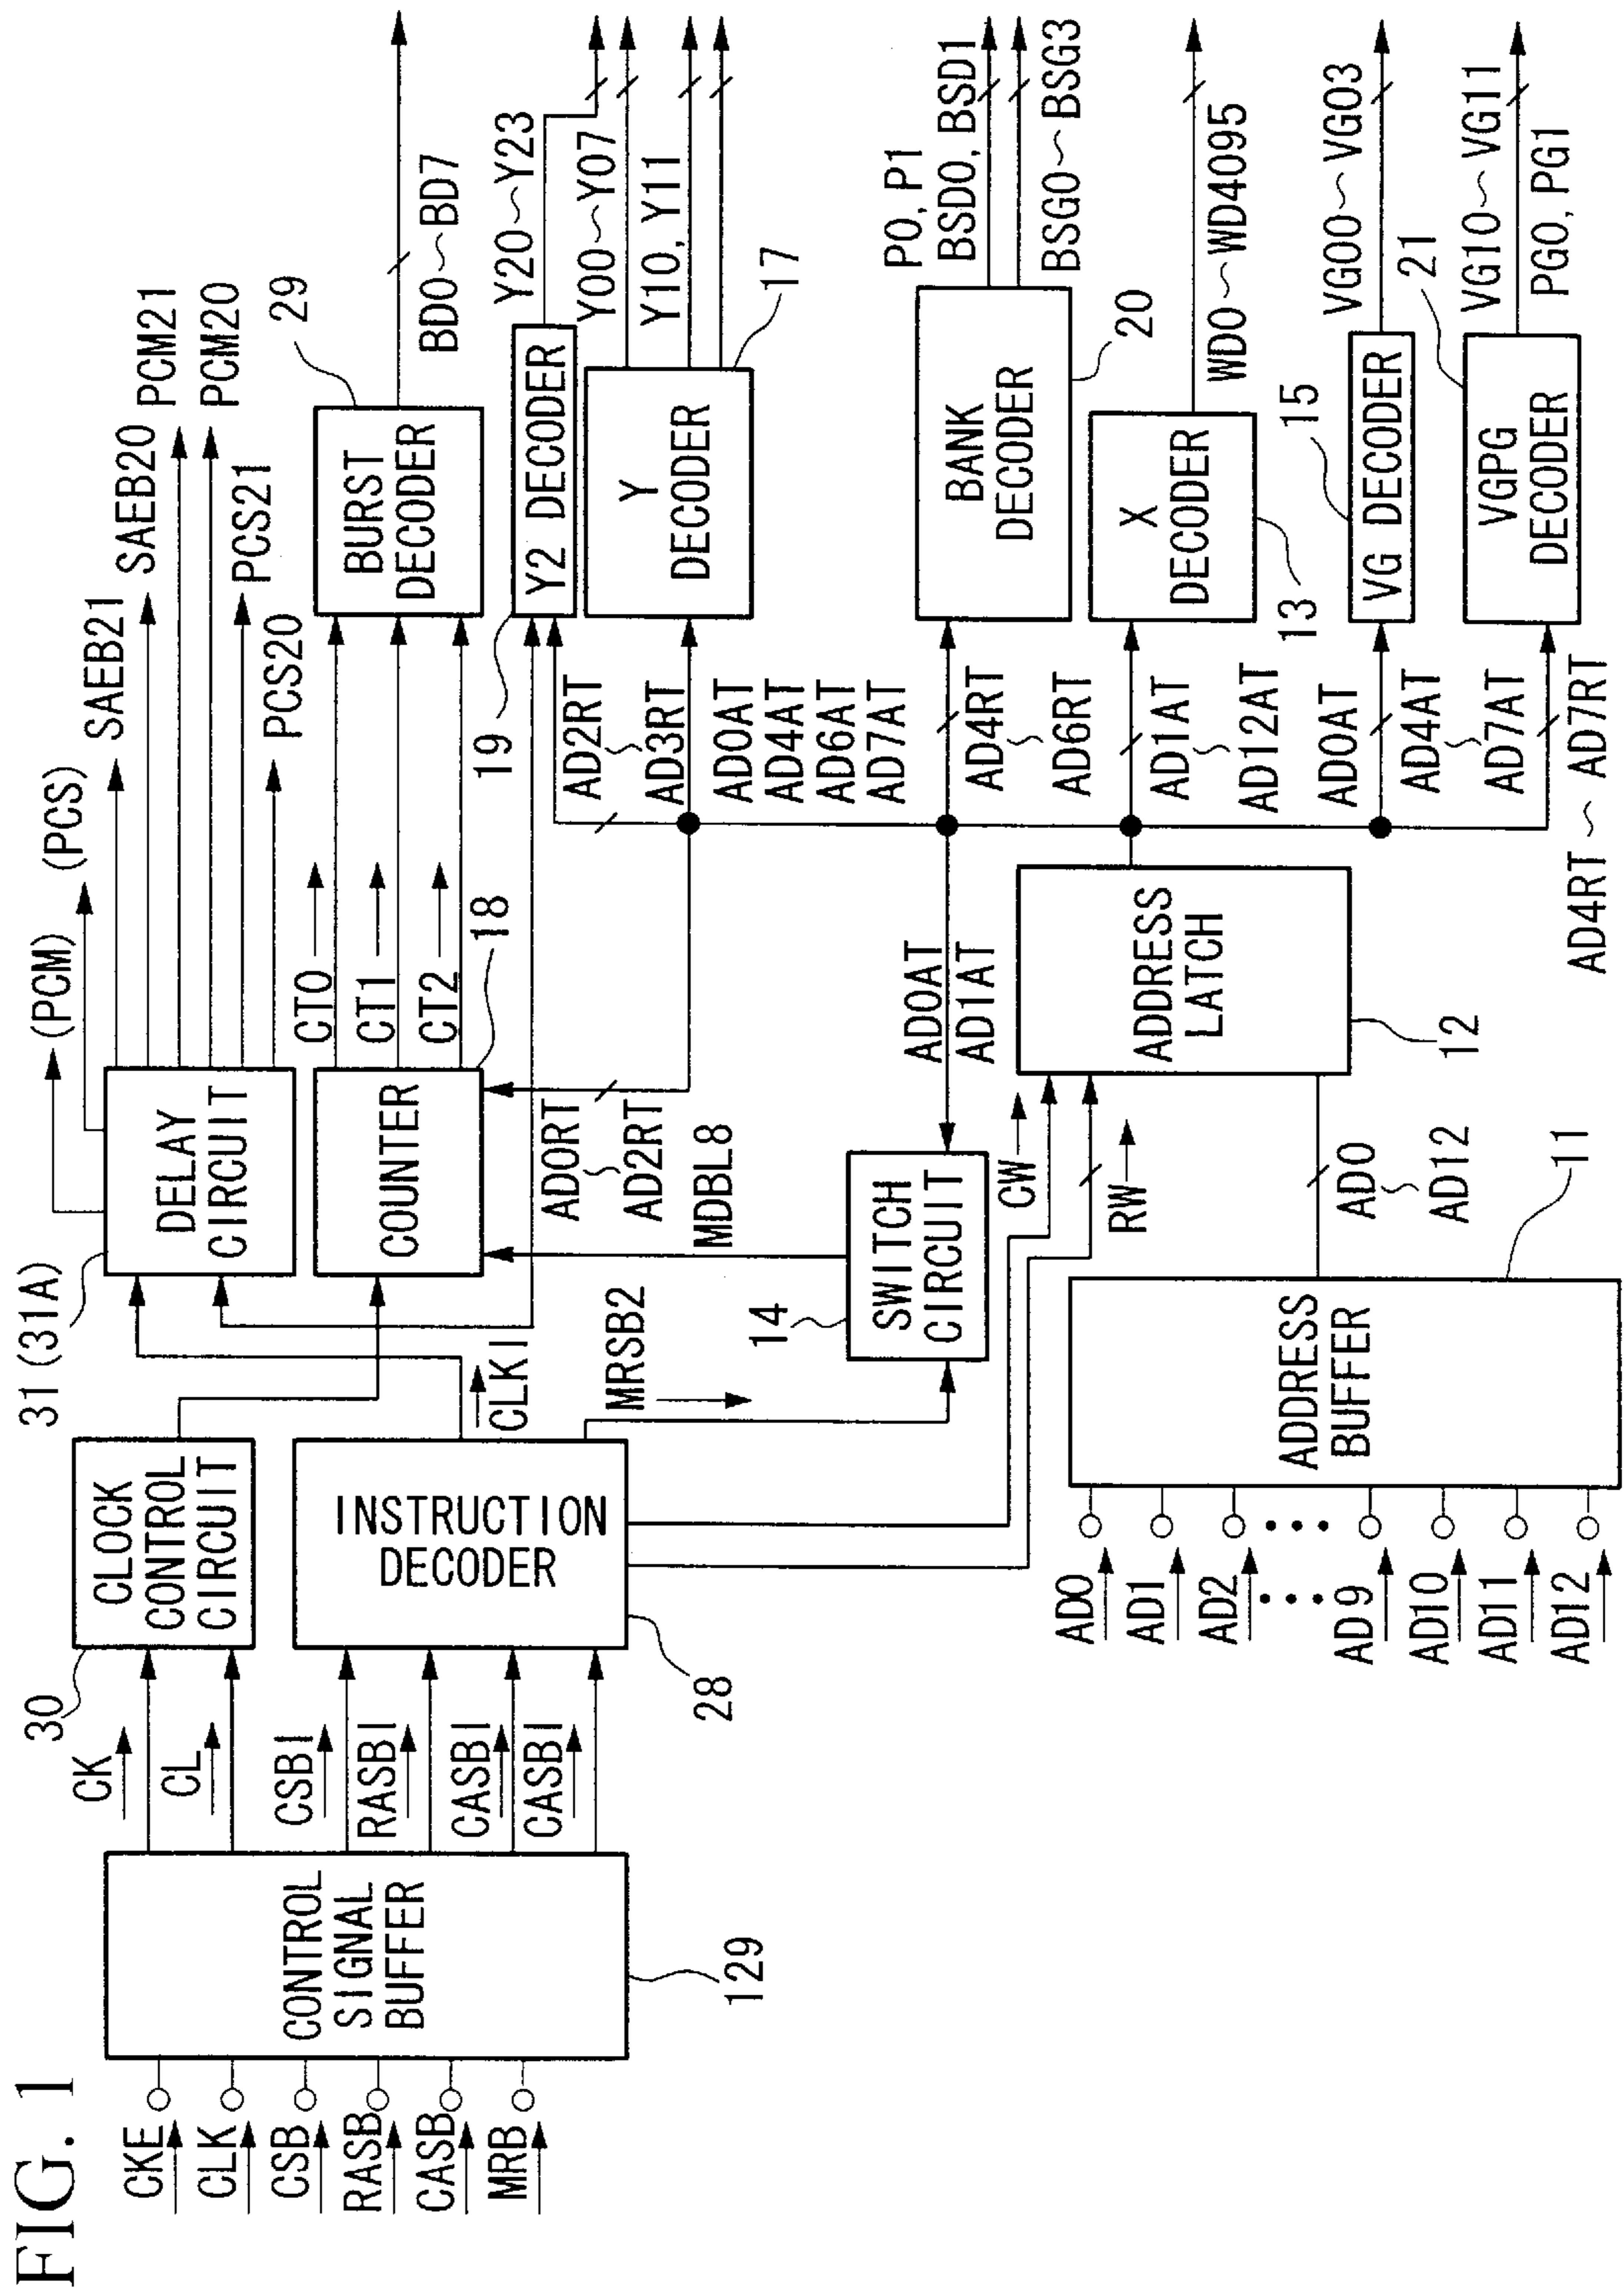 FIG. 1
CKE
CLK
CSB
RASB
CASB
MRB
CONTROL
SIGNAL
BUFFER
129
CK
CL
CSBI
RASBI
CASBI
CASBI
30
CLOCK
CONTROL
CIRCUIT
INSTRUCTION
DECODER
28
CLKI
MRSB2
31 (31A)
DELAY
CIRCUIT
(PCM)
(PCS)
SAEB21
SAEB20
PCM21
PCM20
PCS21
PCS20
COUNTER
18
CT0
CT1
CT2
29
BURST
DECODER
BD0~BD7
AD0RT
~
AD2RT
MDBL8
14
SWITCH
CIRCUIT
AD0AT
AD1AT
19
Y2 DECODER
Y20~Y23
AD2RT
~
AD3RT
AD0AT
AD4AT
AD6AT
AD7AT
Y
DECODER
17
Y00~Y07
Y10, Y11
AD0
AD1
AD2
AD9
AD10
AD11
AD12
ADDRESS
BUFFER
11
AD0
~
AD12
CW
RW
ADDRESS
LATCH
12
AD4RT
~
AD6RT
BANK
DECODER
20
P0, P1
BSD0, BSD1
BSG0~BSG3
AD1AT
~
AD12AT
X
DECODER
13
WD0~WD4095
AD0AT
AD4AT
~
AD7AT
15
VG DECODER
VG00~VG03
AD4RT ~ AD7RT
21
VGPG
DECODER
VG10~VG11
PG0, PG1